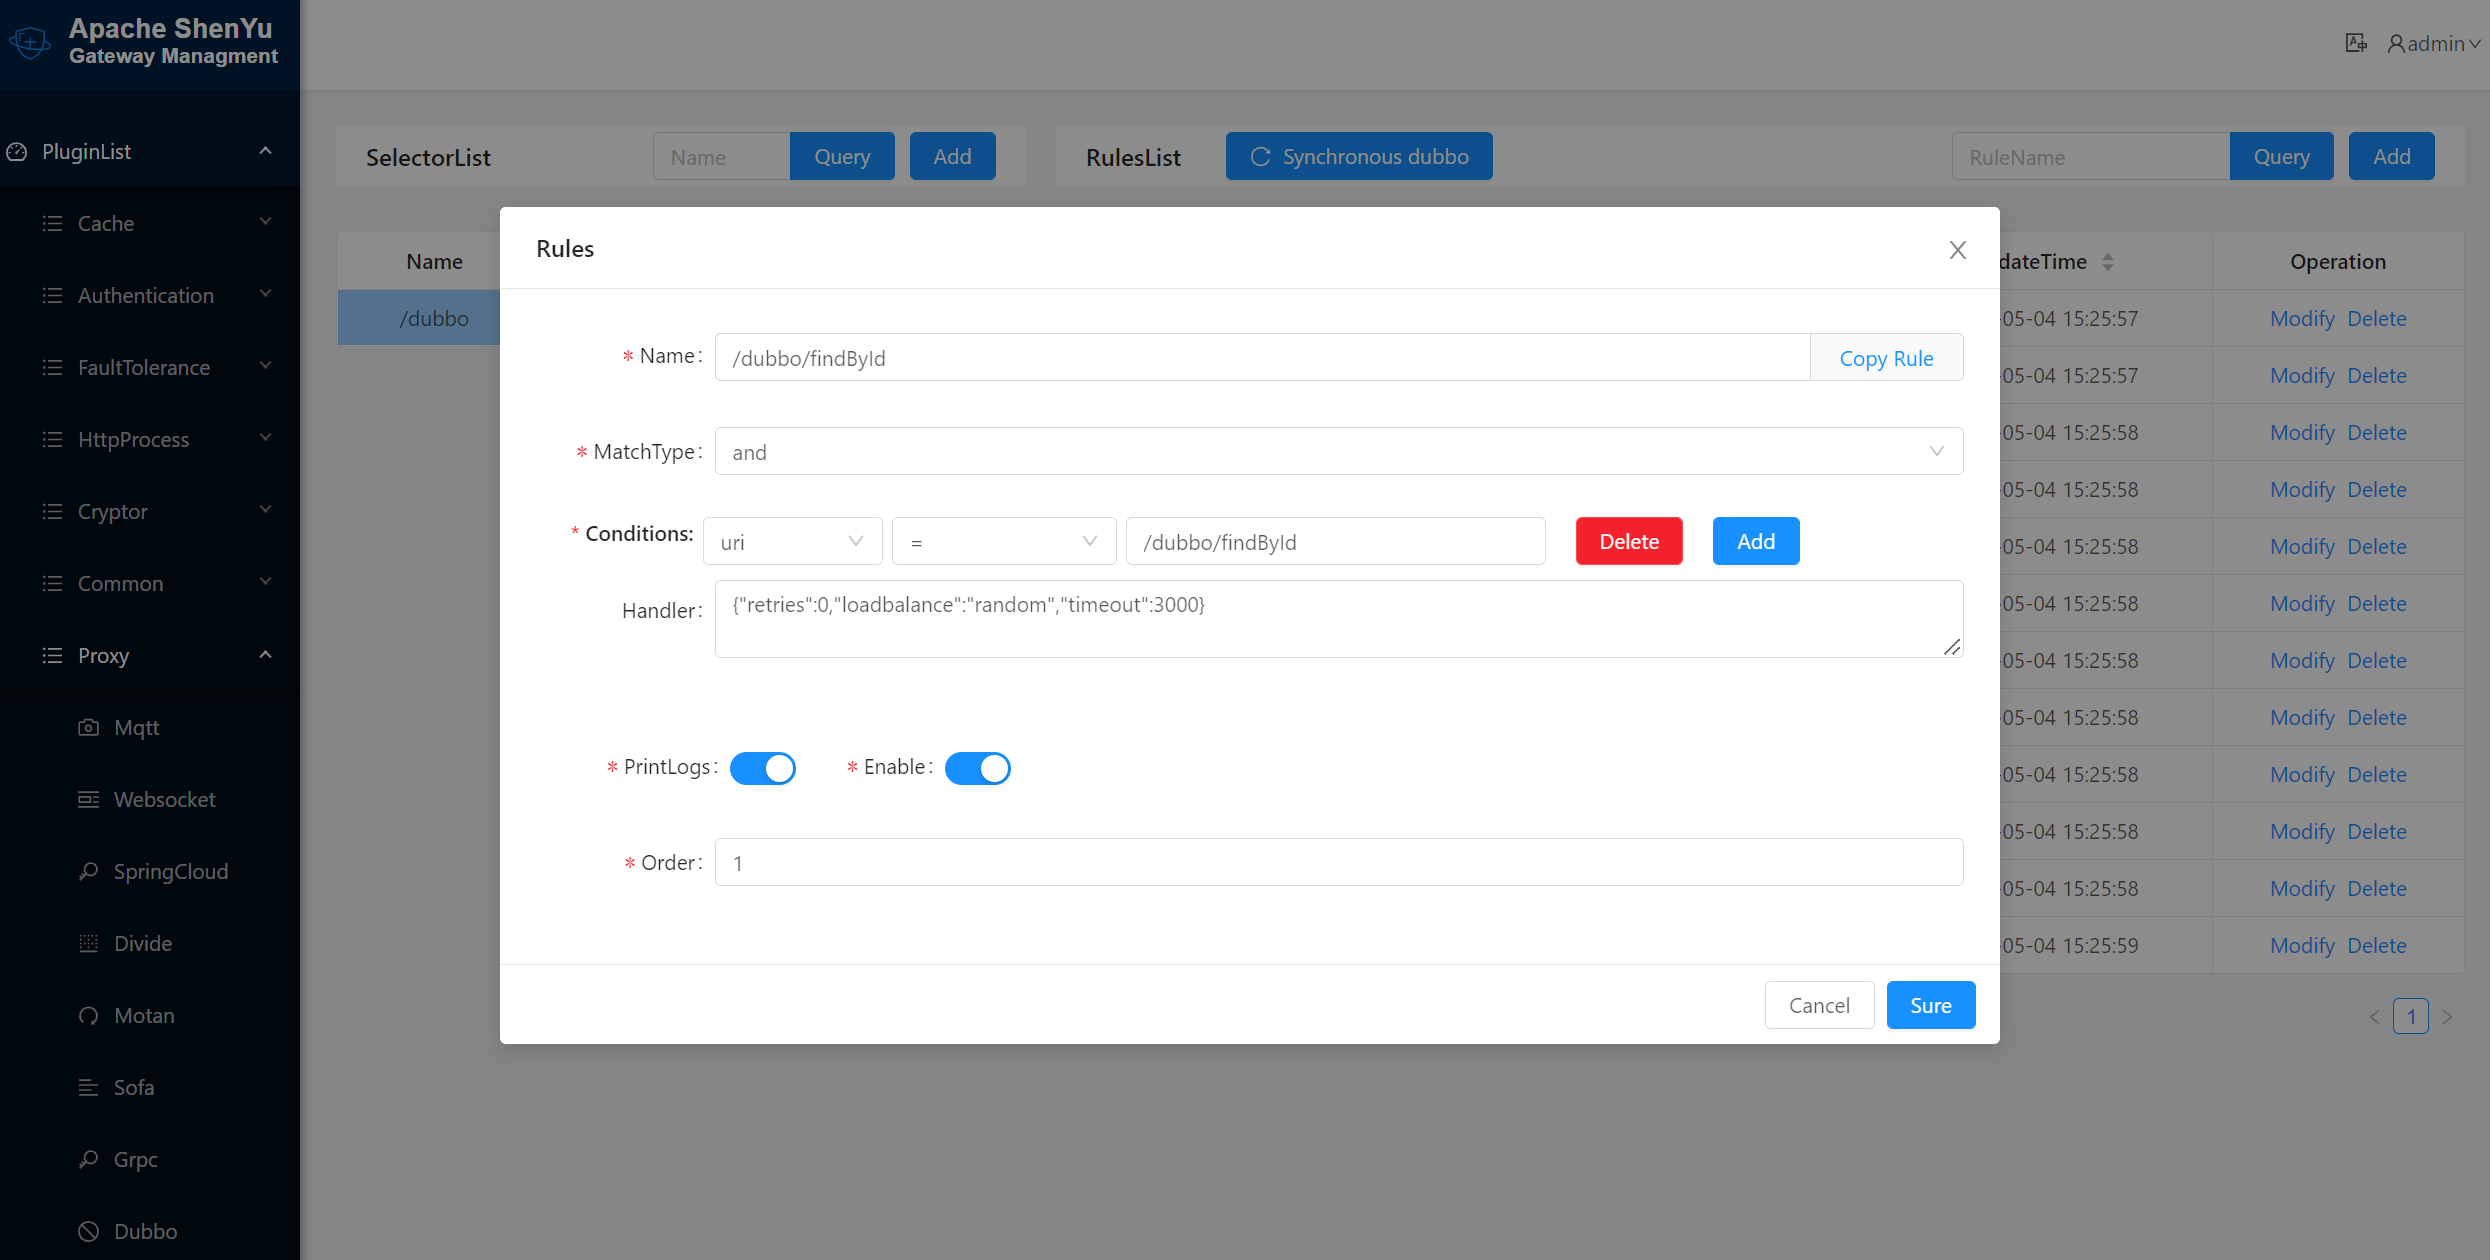 Apache ShenYu
Gateway Managment
admin
PluginList
Cache
Authentication
FaultTolerance
HttpProcess
Cryptor
Common
Proxy
Mqtt
Websocket
SpringCloud
Divide
Motan
Sofa
Grpc
Dubbo
SelectorList
Name
Query
Add
Name
/dubbo
RulesList
Synchronous dubbo
RuleName
Query
Add
dateTime
Operation
-05-04 15:25:57 Modify Delete
-05-04 15:25:57 Modify Delete
-05-04 15:25:58 Modify Delete
-05-04 15:25:58 Modify Delete
-05-04 15:25:58 Modify Delete
-05-04 15:25:58 Modify Delete
-05-04 15:25:58 Modify Delete
-05-04 15:25:58 Modify Delete
-05-04 15:25:58 Modify Delete
-05-04 15:25:58 Modify Delete
-05-04 15:25:58 Modify Delete
-05-04 15:25:59 Modify Delete
< 1 >
Rules
* Name: /dubbo/findById Copy Rule
* MatchType: and
* Conditions: uri = /dubbo/findById Delete Add
Handler: {"retries":0,"loadbalance":"random","timeout":3000}
* PrintLogs: * Enable:
* Order: 1
Cancel Sure